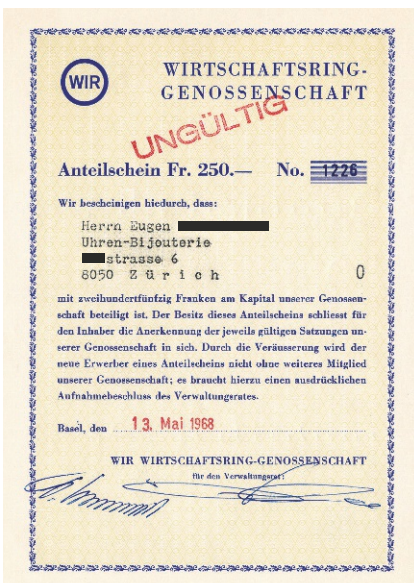 WIR
WIRTSCHAFTSRING-
GENOSSENSCHAFT
UNGÜLTIG
Anteilschein Fr. 250.— No. 1226
Wir bescheinigen hiedurch, dass:
Herrn Eugen
Uhren-Bijouterie
strasse 6
8050 Zürich O
mit zweihundertfünfzig Franken am Kapital unserer Genossen-
schaft beteiligt ist. Der Besitz dieses Anteilscheins schliesst für
den Inhaber die Anerkennung der jeweils gültigen Satzungen un-
serer Genossenschaft in sich. Durch die Veräusserung wird der
neue Erwerber eines Anteilscheins nicht ohne weiteres Mitglied
unserer Genossenschaft; es braucht hierzu einen ausdrücklichen
Aufnahmebeschluss des Verwaltungsrates.
Basel, den 13. Mai 1968
WIR WIRTSCHAFTSRING-GENOSSENSCHAFT
für den Verwaltungsrat: